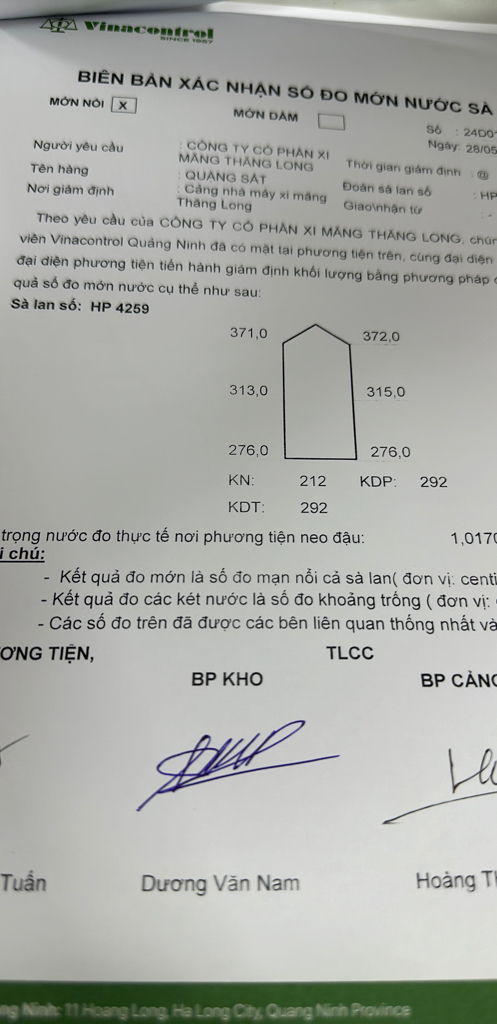 Vinacontrol
SINCE 1957
BIÊN BẢN XÁC NHẬN SỐ ĐO MỚN NƯỚC SÀ
MỚN NỔI X
MỚN DẦM
Số : 24D0
Ngày: 28/05
Người yêu cầu : CÔNG TY CỔ PHẦN XI MĂNG THĂNG LONG
Thời gian giám định :
Tên hàng : QUẶNG SẮT
Đoàn sà lan số : HP
Nơi giám định : Cảng nhà máy xi măng Thăng Long
Giao\nhận từ : -
Theo yêu cầu của CÔNG TY CỔ PHẦN XI MĂNG THĂNG LONG, chún
viên Vinacontrol Quảng Ninh đã có mặt tại phương tiện trên, cùng đại diện
đại diện phương tiện tiến hành giám định khối lượng bằng phương pháp
quả số đo mớn nước cụ thể như sau:
Sà lan số: HP 4259
371,0 372,0
313,0 315,0
276,0 276,0
KN: 212 KDP: 292
KDT: 292
trọng nước đo thực tế nơi phương tiện neo đậu: 1,0170
i chú:
- Kết quả đo mớn là số đo mạn nổi cả sà lan( đơn vị: centi
- Kết quả đo các két nước là số đo khoảng trống ( đơn vị:
- Các số đo trên đã được các bên liên quan thống nhất và
ƠNG TIỆN, TLCC
BP KHO BP CẢNG
Tuấn Dương Văn Nam Hoàng Th
ng Ninh: 11 Hoang Long, Ha Long City, Quang Ninh Province